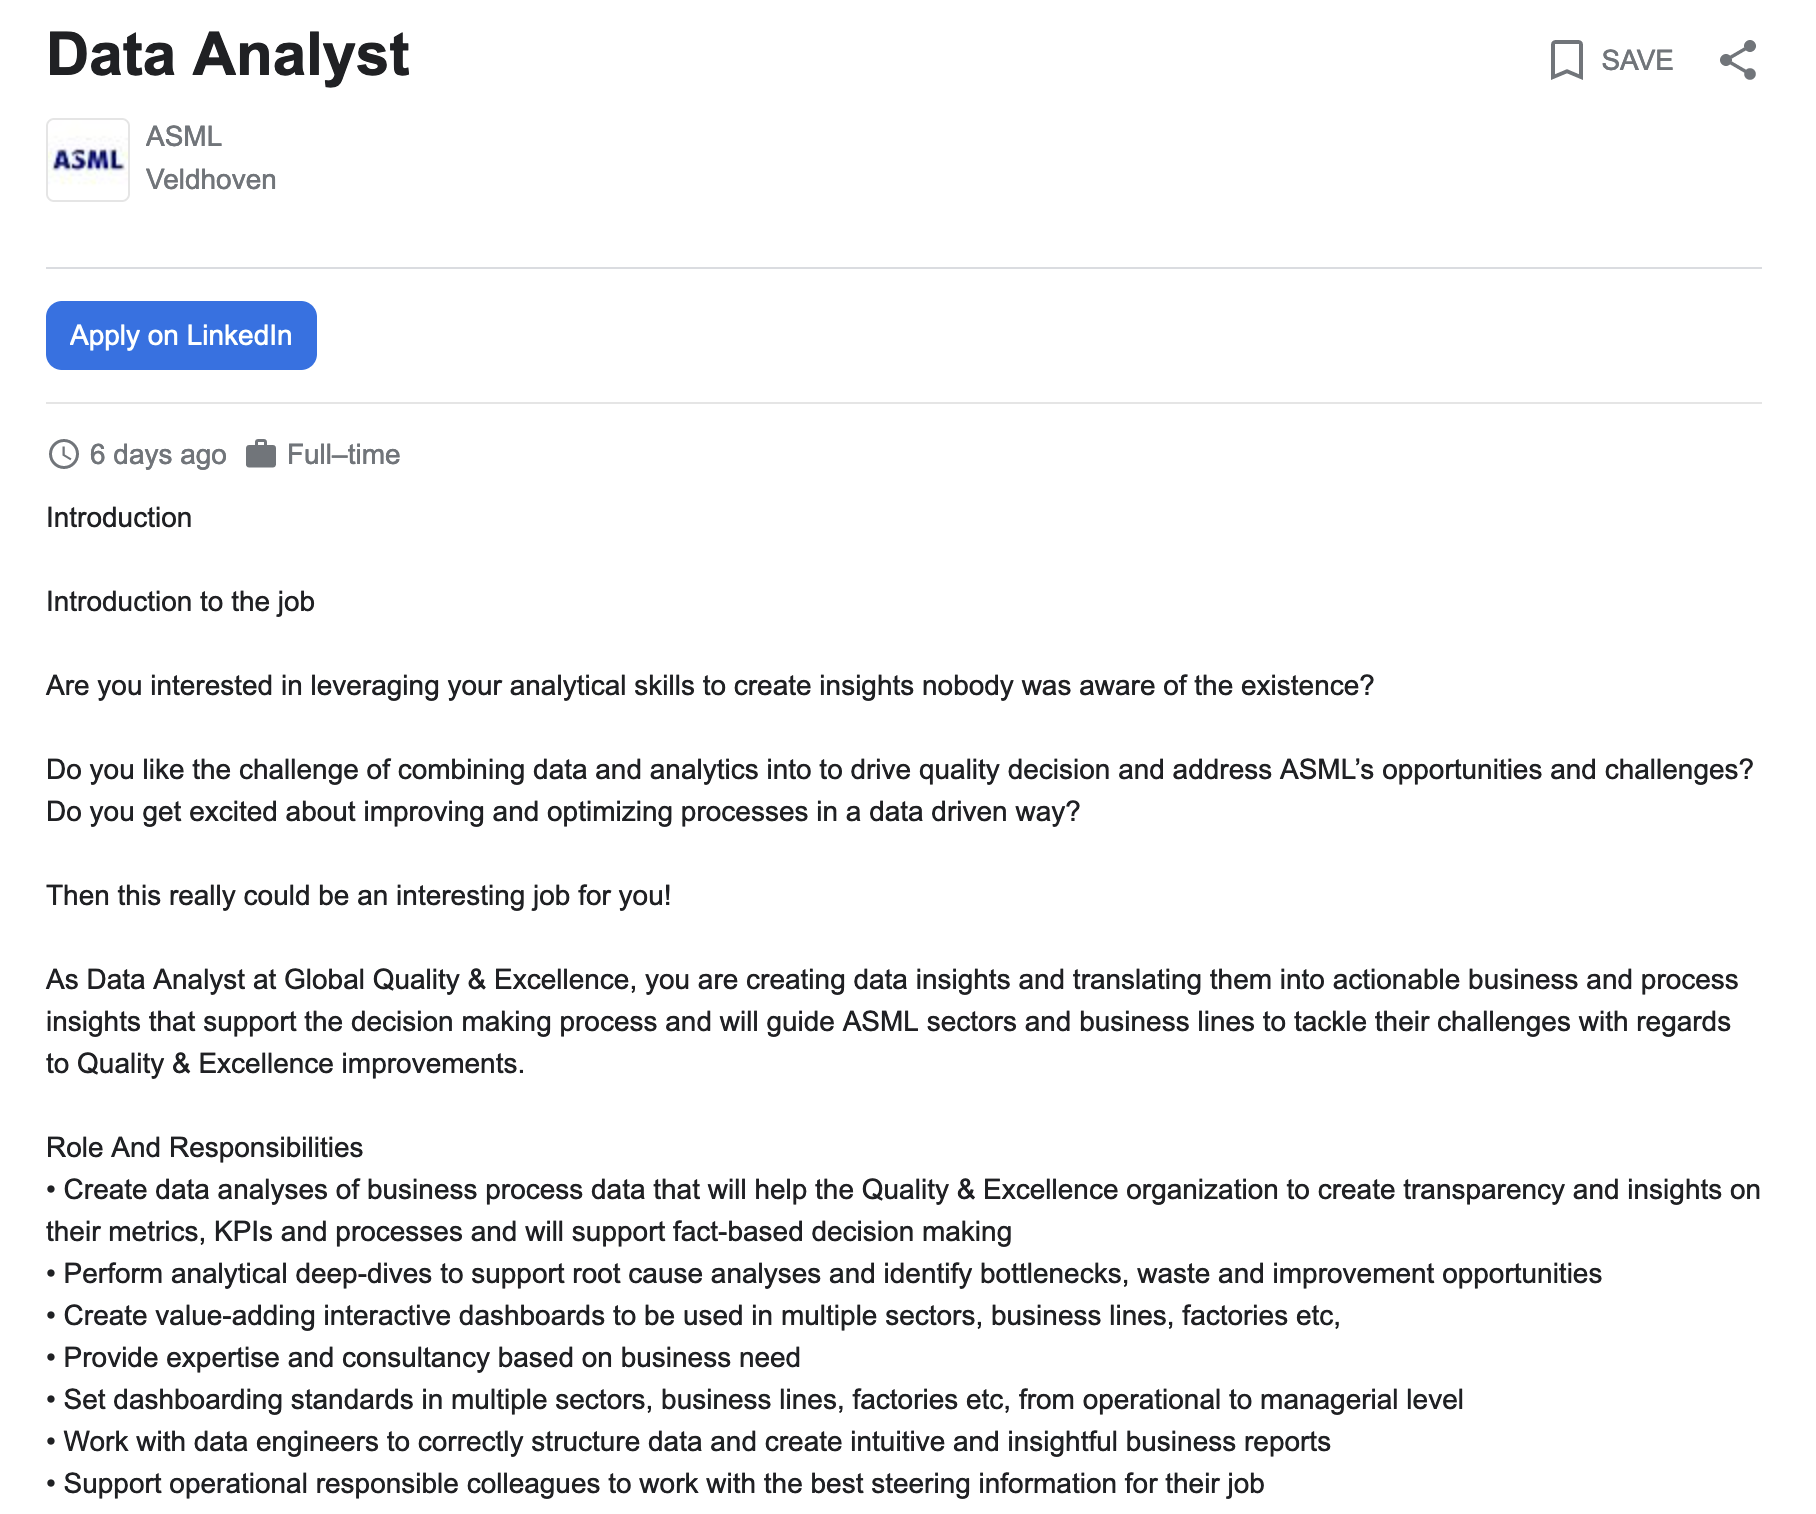 Data Analyst
SAVE
ASML
ASML
Veldhoven
Apply on LinkedIn
6 days ago Full–time
Introduction
Introduction to the job
Are you interested in leveraging your analytical skills to create insights nobody was aware of the existence?
Do you like the challenge of combining data and analytics into to drive quality decision and address ASML’s opportunities and challenges?
Do you get excited about improving and optimizing processes in a data driven way?
Then this really could be an interesting job for you!
As Data Analyst at Global Quality & Excellence, you are creating data insights and translating them into actionable business and process
insights that support the decision making process and will guide ASML sectors and business lines to tackle their challenges with regards
to Quality & Excellence improvements.
Role And Responsibilities
• Create data analyses of business process data that will help the Quality & Excellence organization to create transparency and insights on
their metrics, KPIs and processes and will support fact-based decision making
• Perform analytical deep-dives to support root cause analyses and identify bottlenecks, waste and improvement opportunities
• Create value-adding interactive dashboards to be used in multiple sectors, business lines, factories etc,
• Provide expertise and consultancy based on business need
• Set dashboarding standards in multiple sectors, business lines, factories etc, from operational to managerial level
• Work with data engineers to correctly structure data and create intuitive and insightful business reports
• Support operational responsible colleagues to work with the best steering information for their job